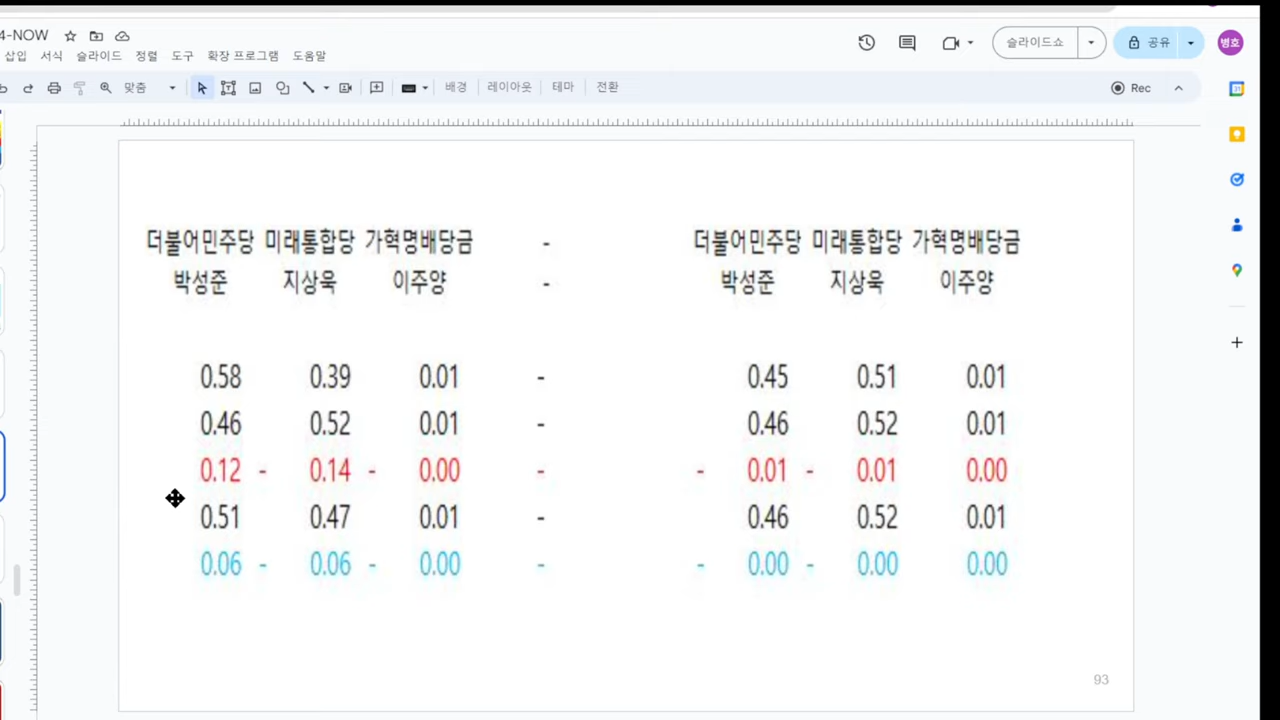 4-NOW
슬라이드쇼
공유
병호
삽입 서식 슬라이드 정렬 도구 확장 프로그램 도움말
맞춤 배경 레이아웃 테마 전환 Rec
31
더불어민주당 미래통합당 가혁명배당금 - 더불어민주당 미래통합당 가혁명배당금
박성준 지상욱 이주양 - 박성준 지상욱 이주양
0.58 0.39 0.01 - 0.45 0.51 0.01
0.46 0.52 0.01 - 0.46 0.52 0.01
0.12 - 0.14 - 0.00 - - 0.01 - 0.01 0.00
0.51 0.47 0.01 - 0.46 0.52 0.01
0.06 - 0.06 - 0.00 - - 0.00 - 0.00 0.00
93